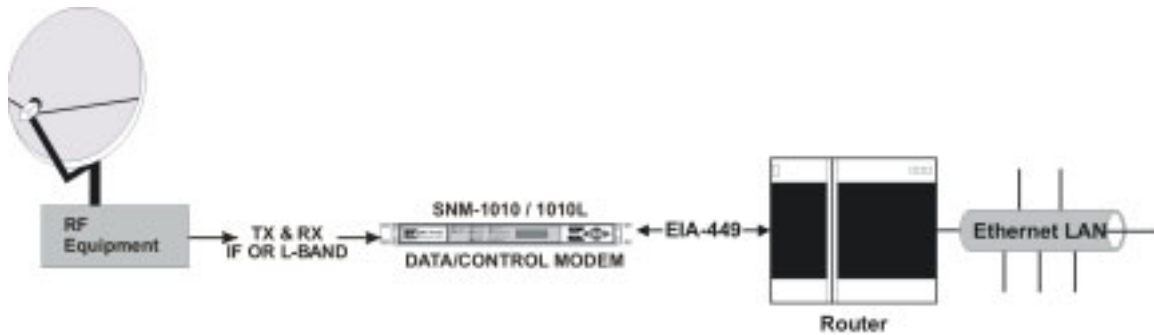 RF
Equipment
TX & RX
IF OR L-BAND
SNM-1010 / 1010L
DATA/CONTROL MODEM
EIA-449
Router
Ethernet LAN